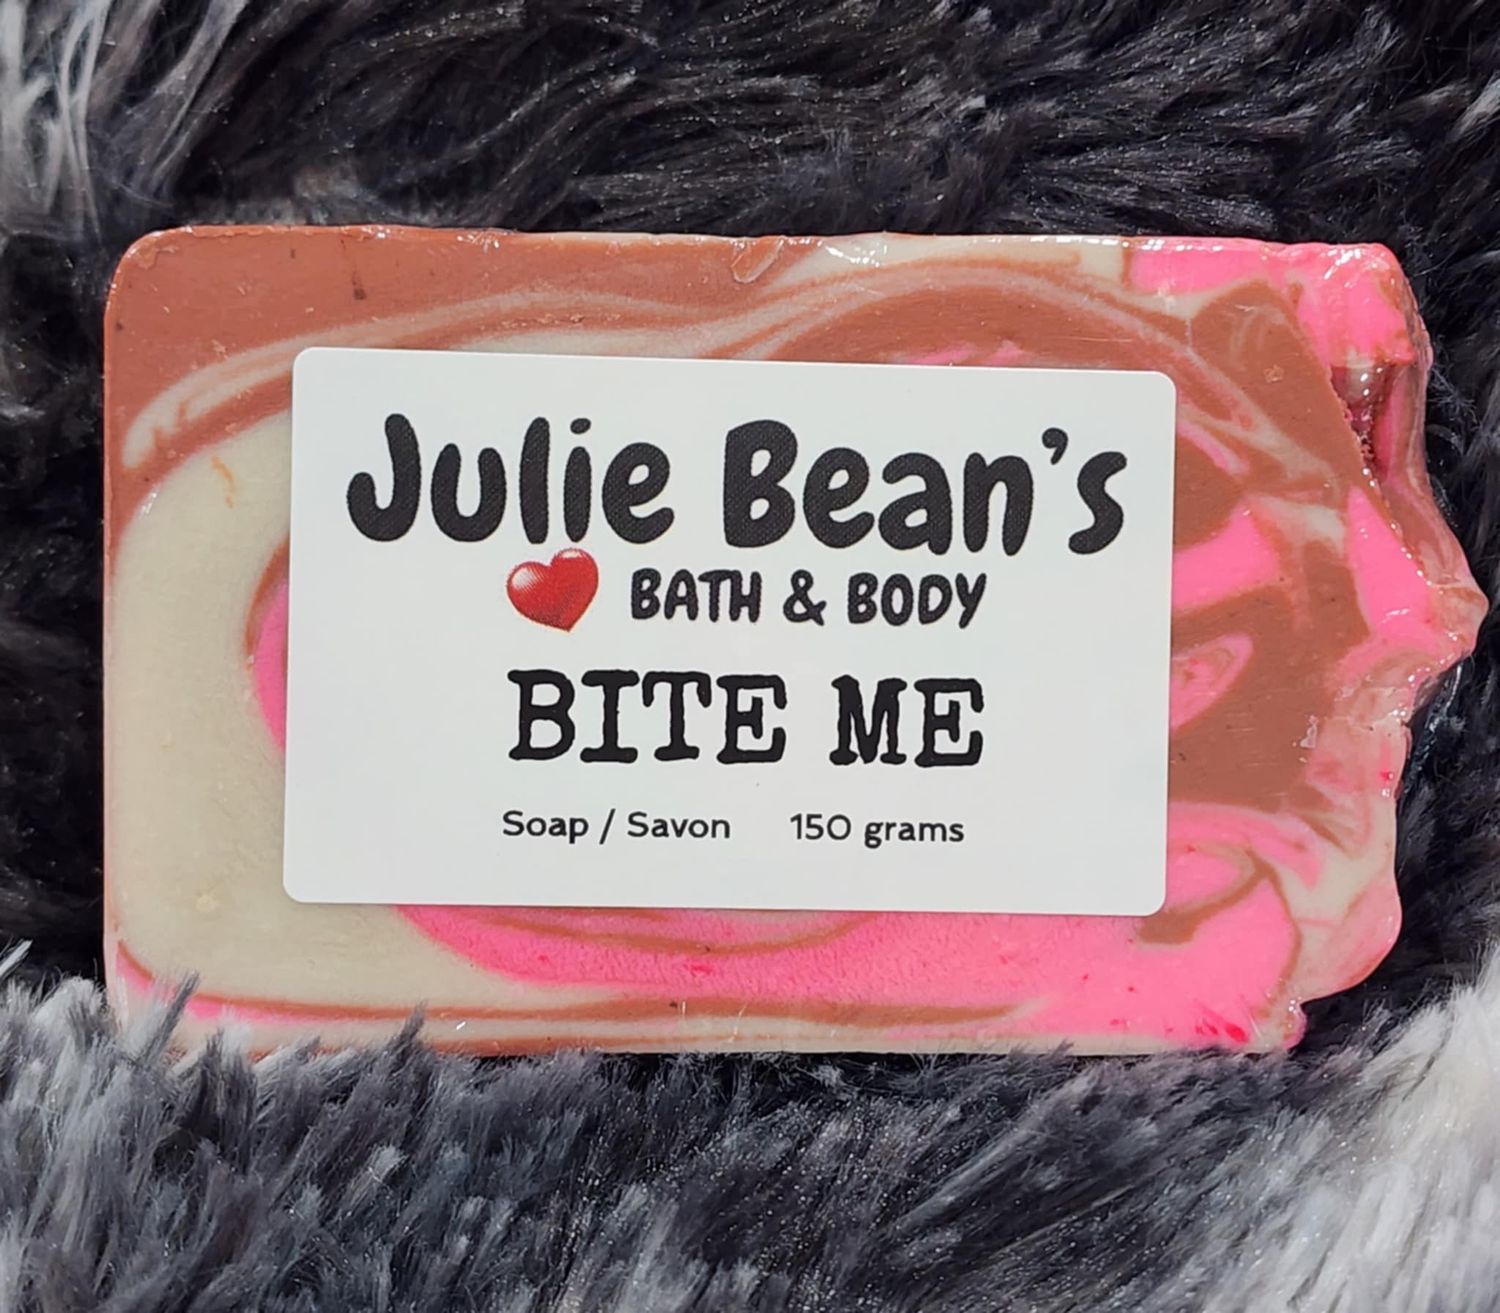 Julie Bean's
BATH & BODY
BITE ME
Soap / Savon 150 grams